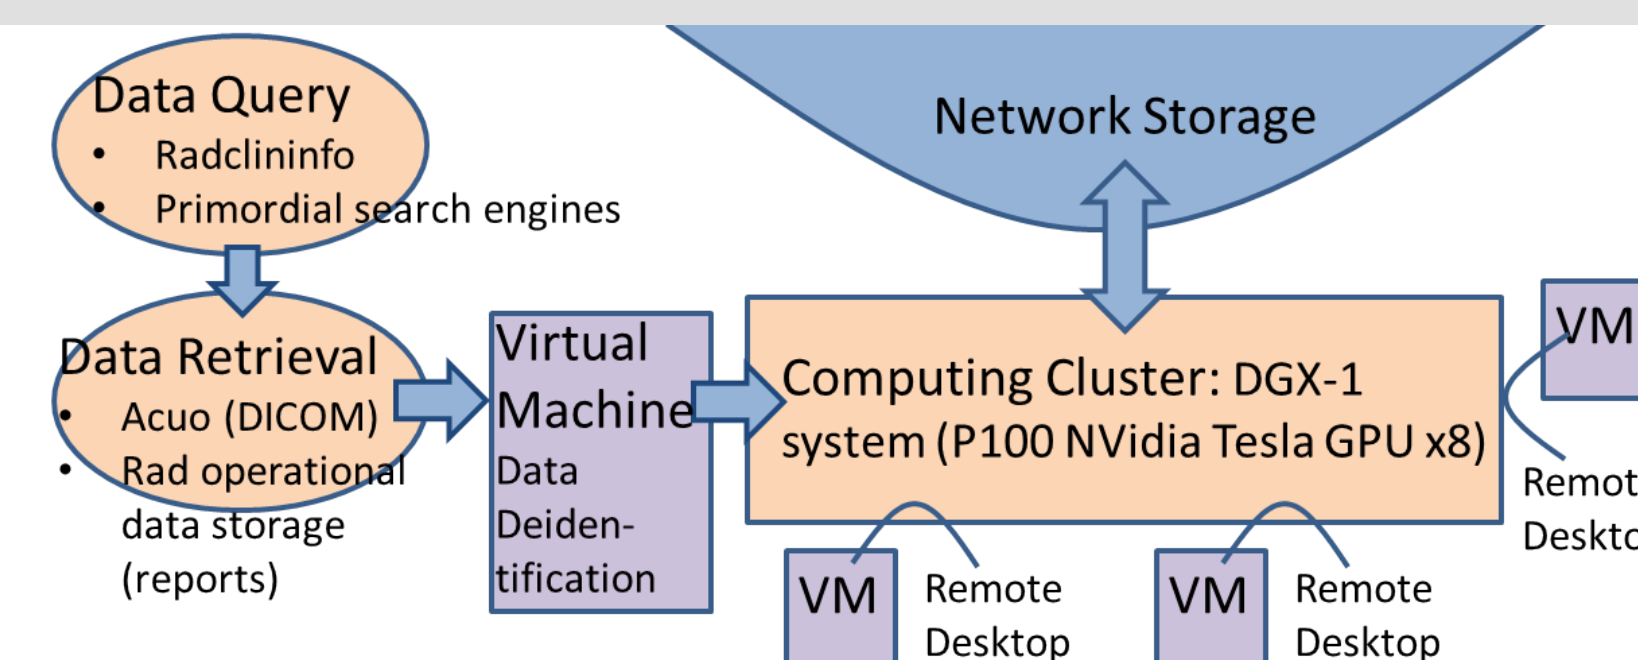 Data Query
• Radclininfo
• Primordial search engines
Network Storage
Data Retrieval
• Acuo (DICOM)
• Rad operational
data storage
(reports)
Virtual
Machine
Data
Deiden-
tification
Computing Cluster: DGX-1
system (P100 NVidia Tesla GPU x8)
VM
Remot
Deskto
VM
Remote
Desktop
VM
Remote
Desktop